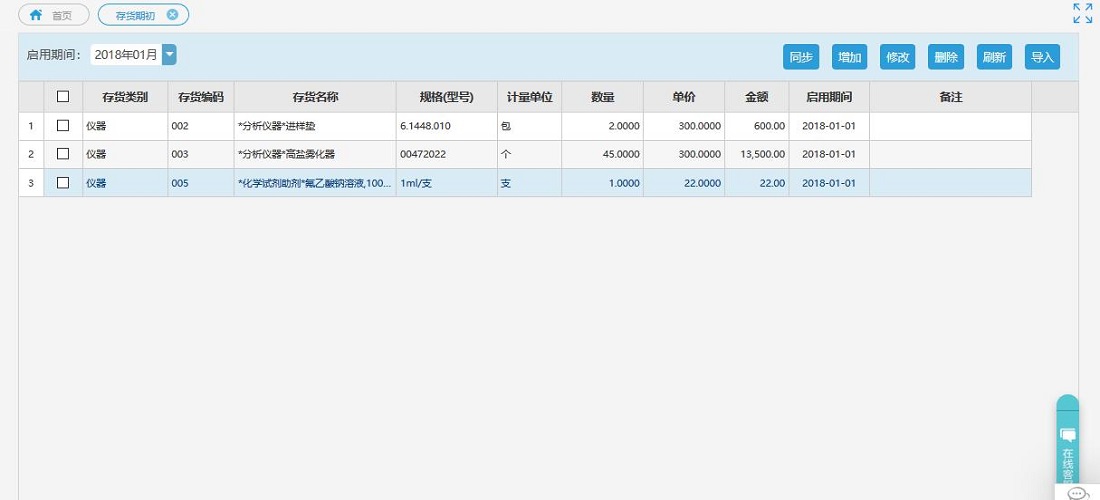 首页 存货期初
启用期间： 2018年01月 同步 增加 修改 删除 刷新 导入
存货类别 存货编码 存货名称 规格(型号) 计量单位 数量 单价 金额 启用期间 备注
1 仪器 002 *分析仪器*进样垫 6.1448.010 包 2.0000 300.0000 600.00 2018-01-01
2 仪器 003 *分析仪器*高盐雾化器 00472022 个 45.0000 300.0000 13,500.00 2018-01-01
3 仪器 005 *化学试剂助剂*氟乙酸钠溶液,100... 1ml/支 支 1.0000 22.0000 22.00 2018-01-01
在线客